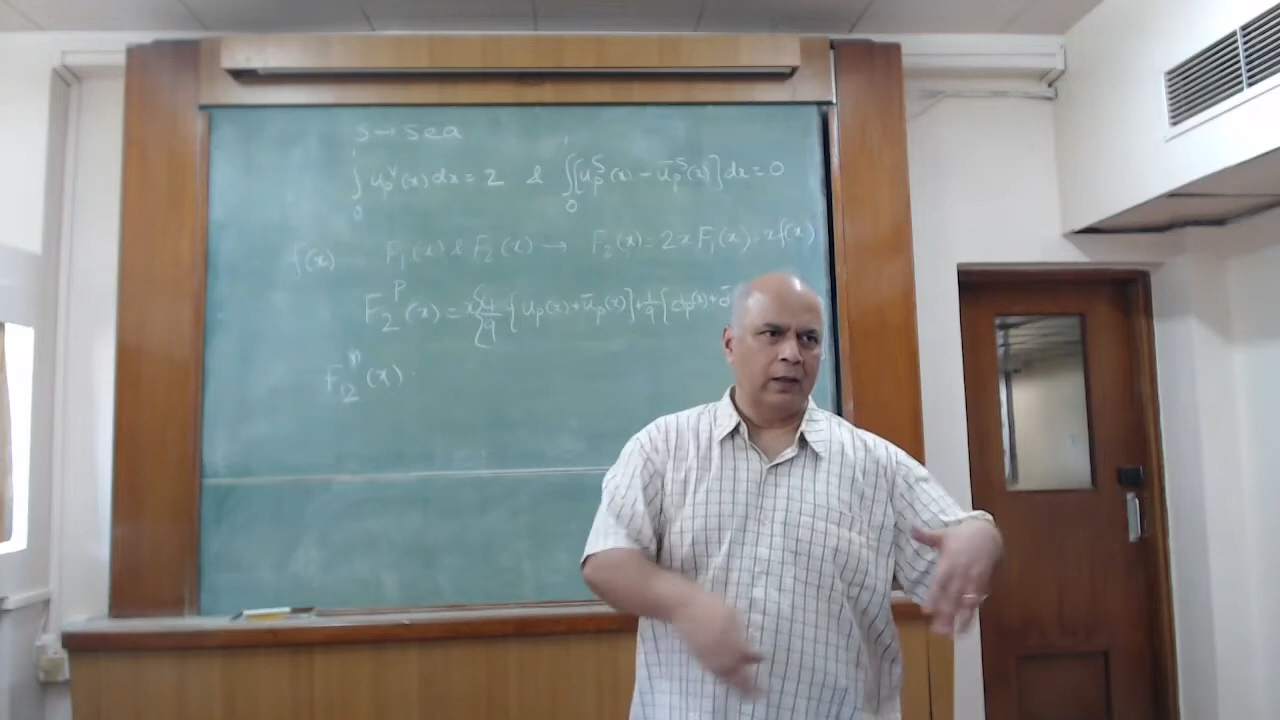 s → sea
∫₀¹ u_p^v(x)dx = 2 & ∫₀¹[u_p^s(x) - ū_p^s(x)]dx = 0
f(x) F₁(x) & F₂(x) → F₂(x) = 2x F₁(x) = x f(x)
F₂^p(x) = x{4/9 {u_p(x) + ū_p(x)} + 1/9 {d_p(x) + d̄
F₂^n(x)